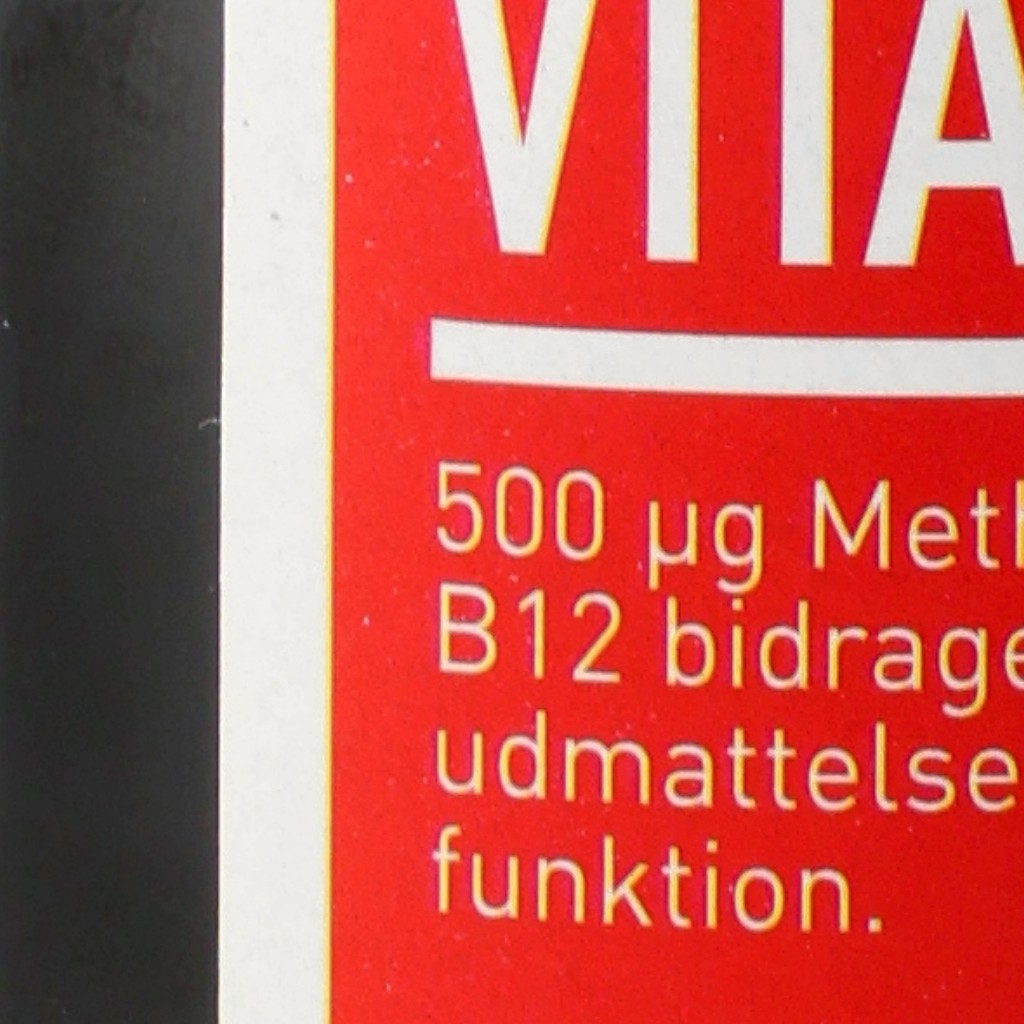 VITA
500 µg Meth
B12 bidrage
udmattelse
funktion.